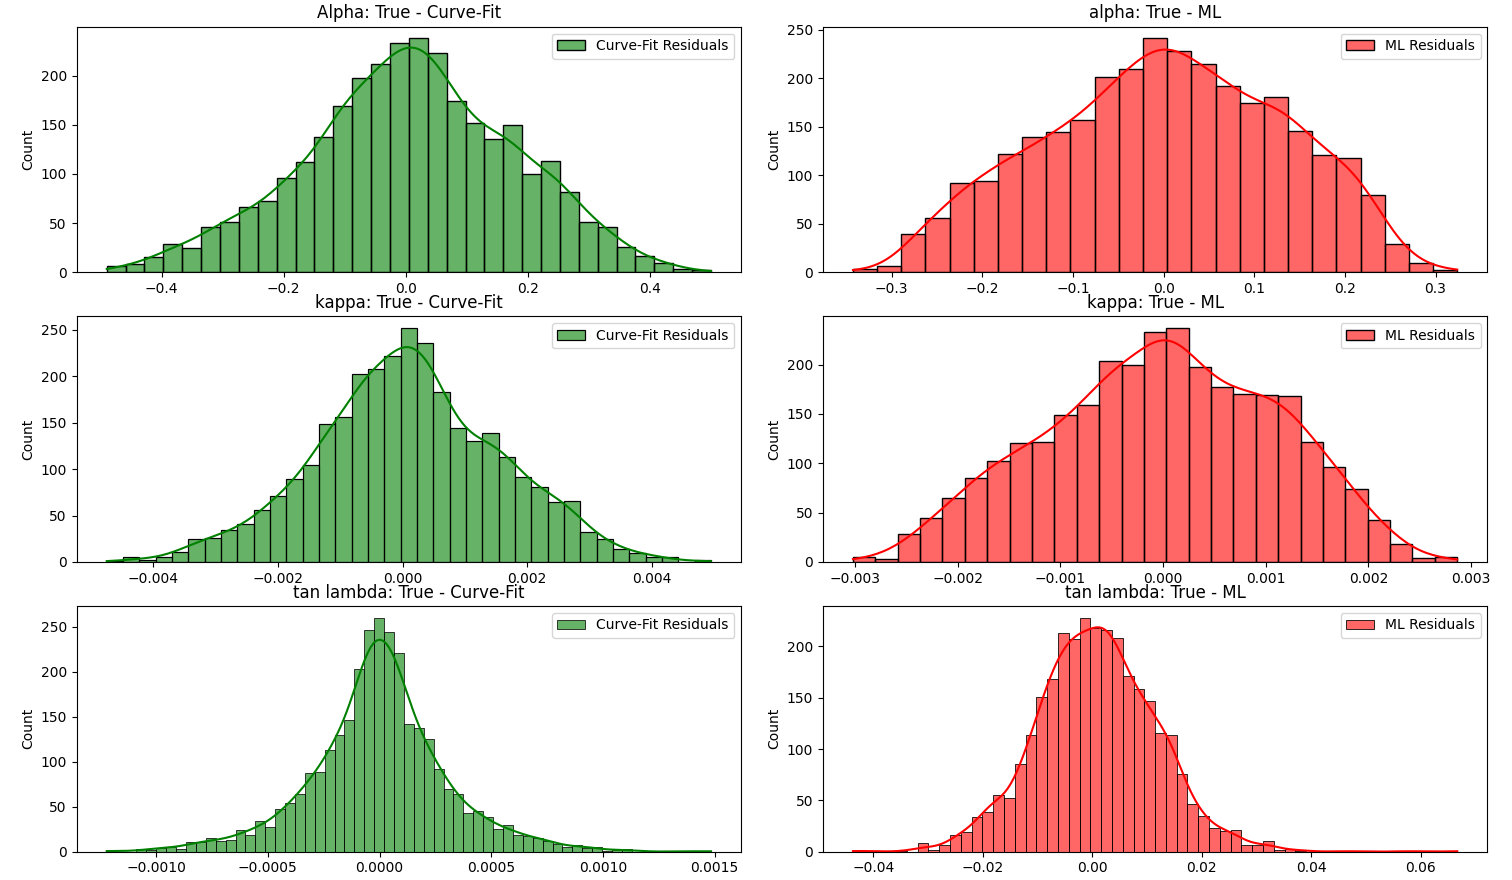 Alpha: True - Curve-Fit
Curve-Fit Residuals
Count
200
150
100
50
0
−0.4 −0.2 0.0 0.2 0.4
alpha: True - ML
ML Residuals
Count
250
200
150
100
50
0
−0.3 −0.2 −0.1 0.0 0.1 0.2 0.3
kappa: True - Curve-Fit
Curve-Fit Residuals
Count
250
200
150
100
50
0
−0.004 −0.002 0.000 0.002 0.004
kappa: True - ML
ML Residuals
Count
200
150
100
50
0
−0.003 −0.002 −0.001 0.000 0.001 0.002 0.003
tan lambda: True - Curve-Fit
Curve-Fit Residuals
Count
250
200
150
100
50
0
−0.0010 −0.0005 0.0000 0.0005 0.0010 0.0015
tan lambda: True - ML
ML Residuals
Count
200
150
100
50
0
−0.04 −0.02 0.00 0.02 0.04 0.06